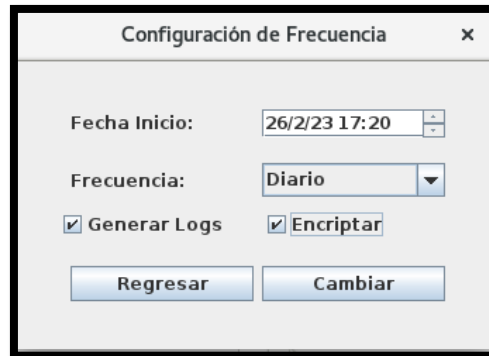 Configuración de Frecuencia
Fecha Inicio: 26/2/23 17:20
Frecuencia: Diario
Generar Logs Encriptar
Regresar Cambiar